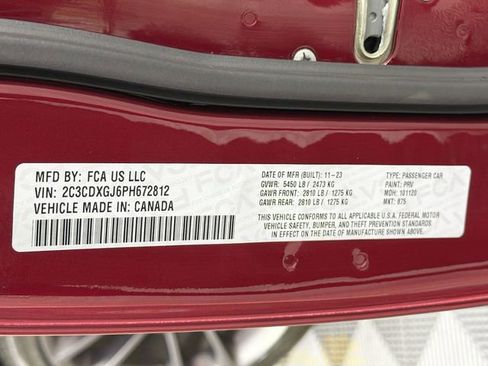 MFD BY: FCA US LLC
VIN: 2C3CDXGJ6PH672812
VEHICLE MADE IN: CANADA
DATE OF MFR (BUILT): 11-23
GVWR: 5450 LB / 2473 KG
GAWR FRONT: 2810 LB / 1275 KG
GAWR REAR: 2810 LB / 1275 KG
TYPE: PASSENGER CAR
PAINT: PRV
MDH: 101120
MKT: 875
THIS VEHICLE CONFORMS TO ALL APPLICABLE U.S.A. FEDERAL MOTOR
VEHICLE SAFETY, BUMPER, AND THEFT PREVENTION STANDARDS
IN EFFECT ON THE DATE OF MANUFACTURE SHOWN ABOVE.